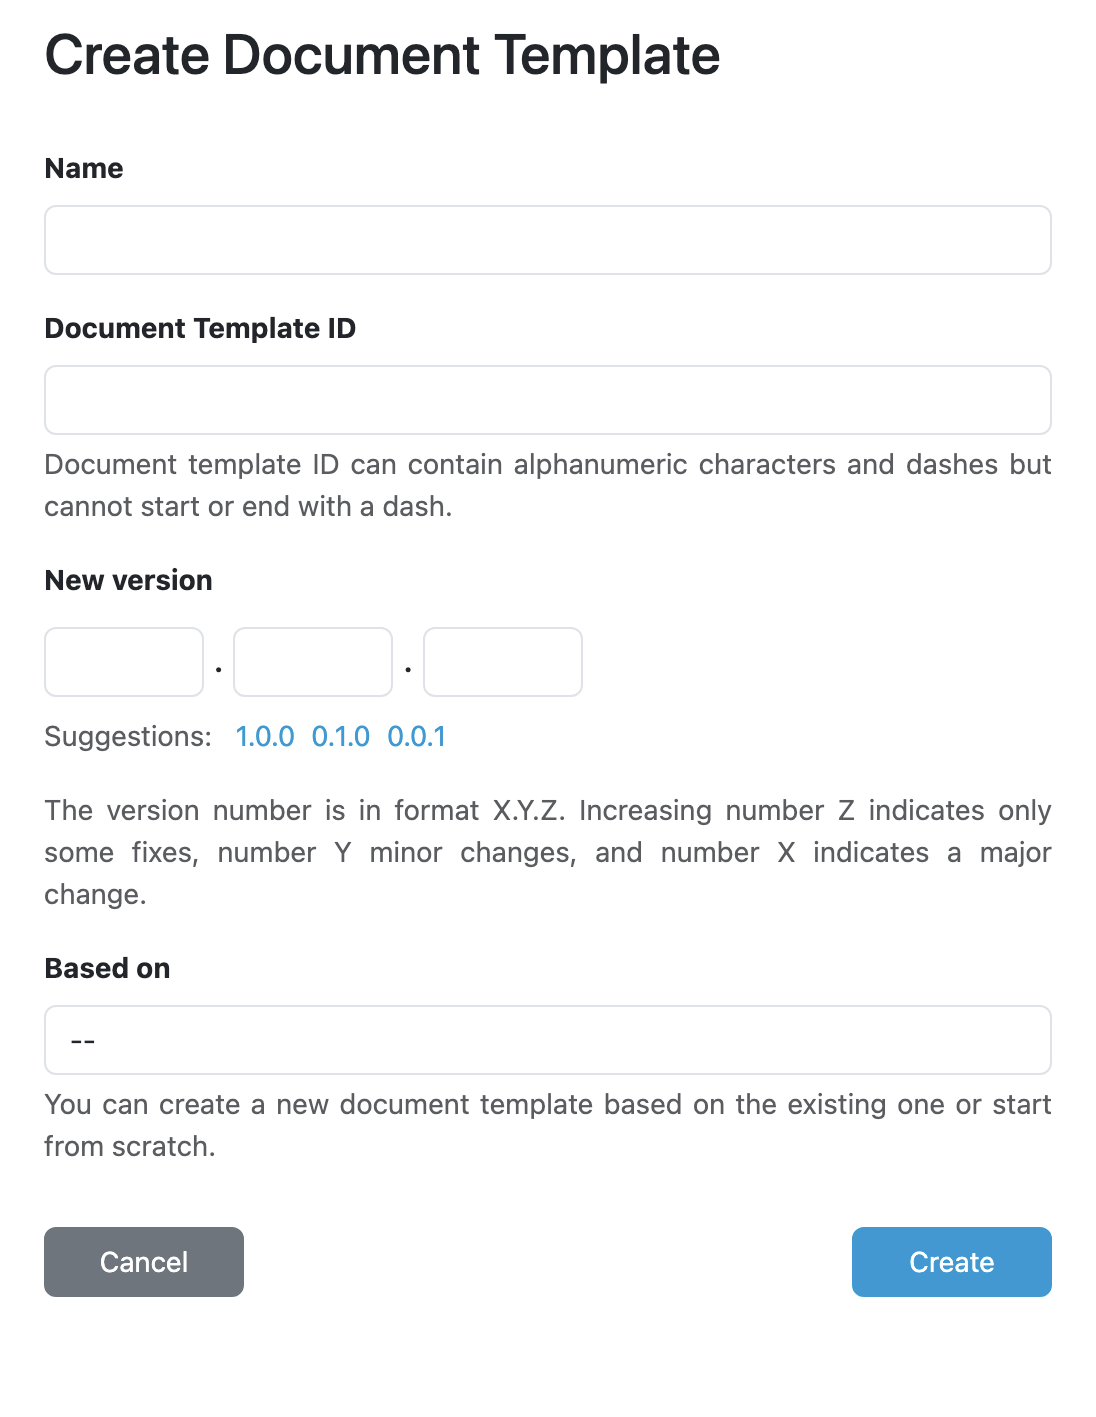 Create Document Template
Name
Document Template ID
Document template ID can contain alphanumeric characters and dashes but
cannot start or end with a dash.
New version
. .
Suggestions: 1.0.0 0.1.0 0.0.1
The version number is in format X.Y.Z. Increasing number Z indicates only
some fixes, number Y minor changes, and number X indicates a major
change.
Based on
--
You can create a new document template based on the existing one or start
from scratch.
Cancel Create